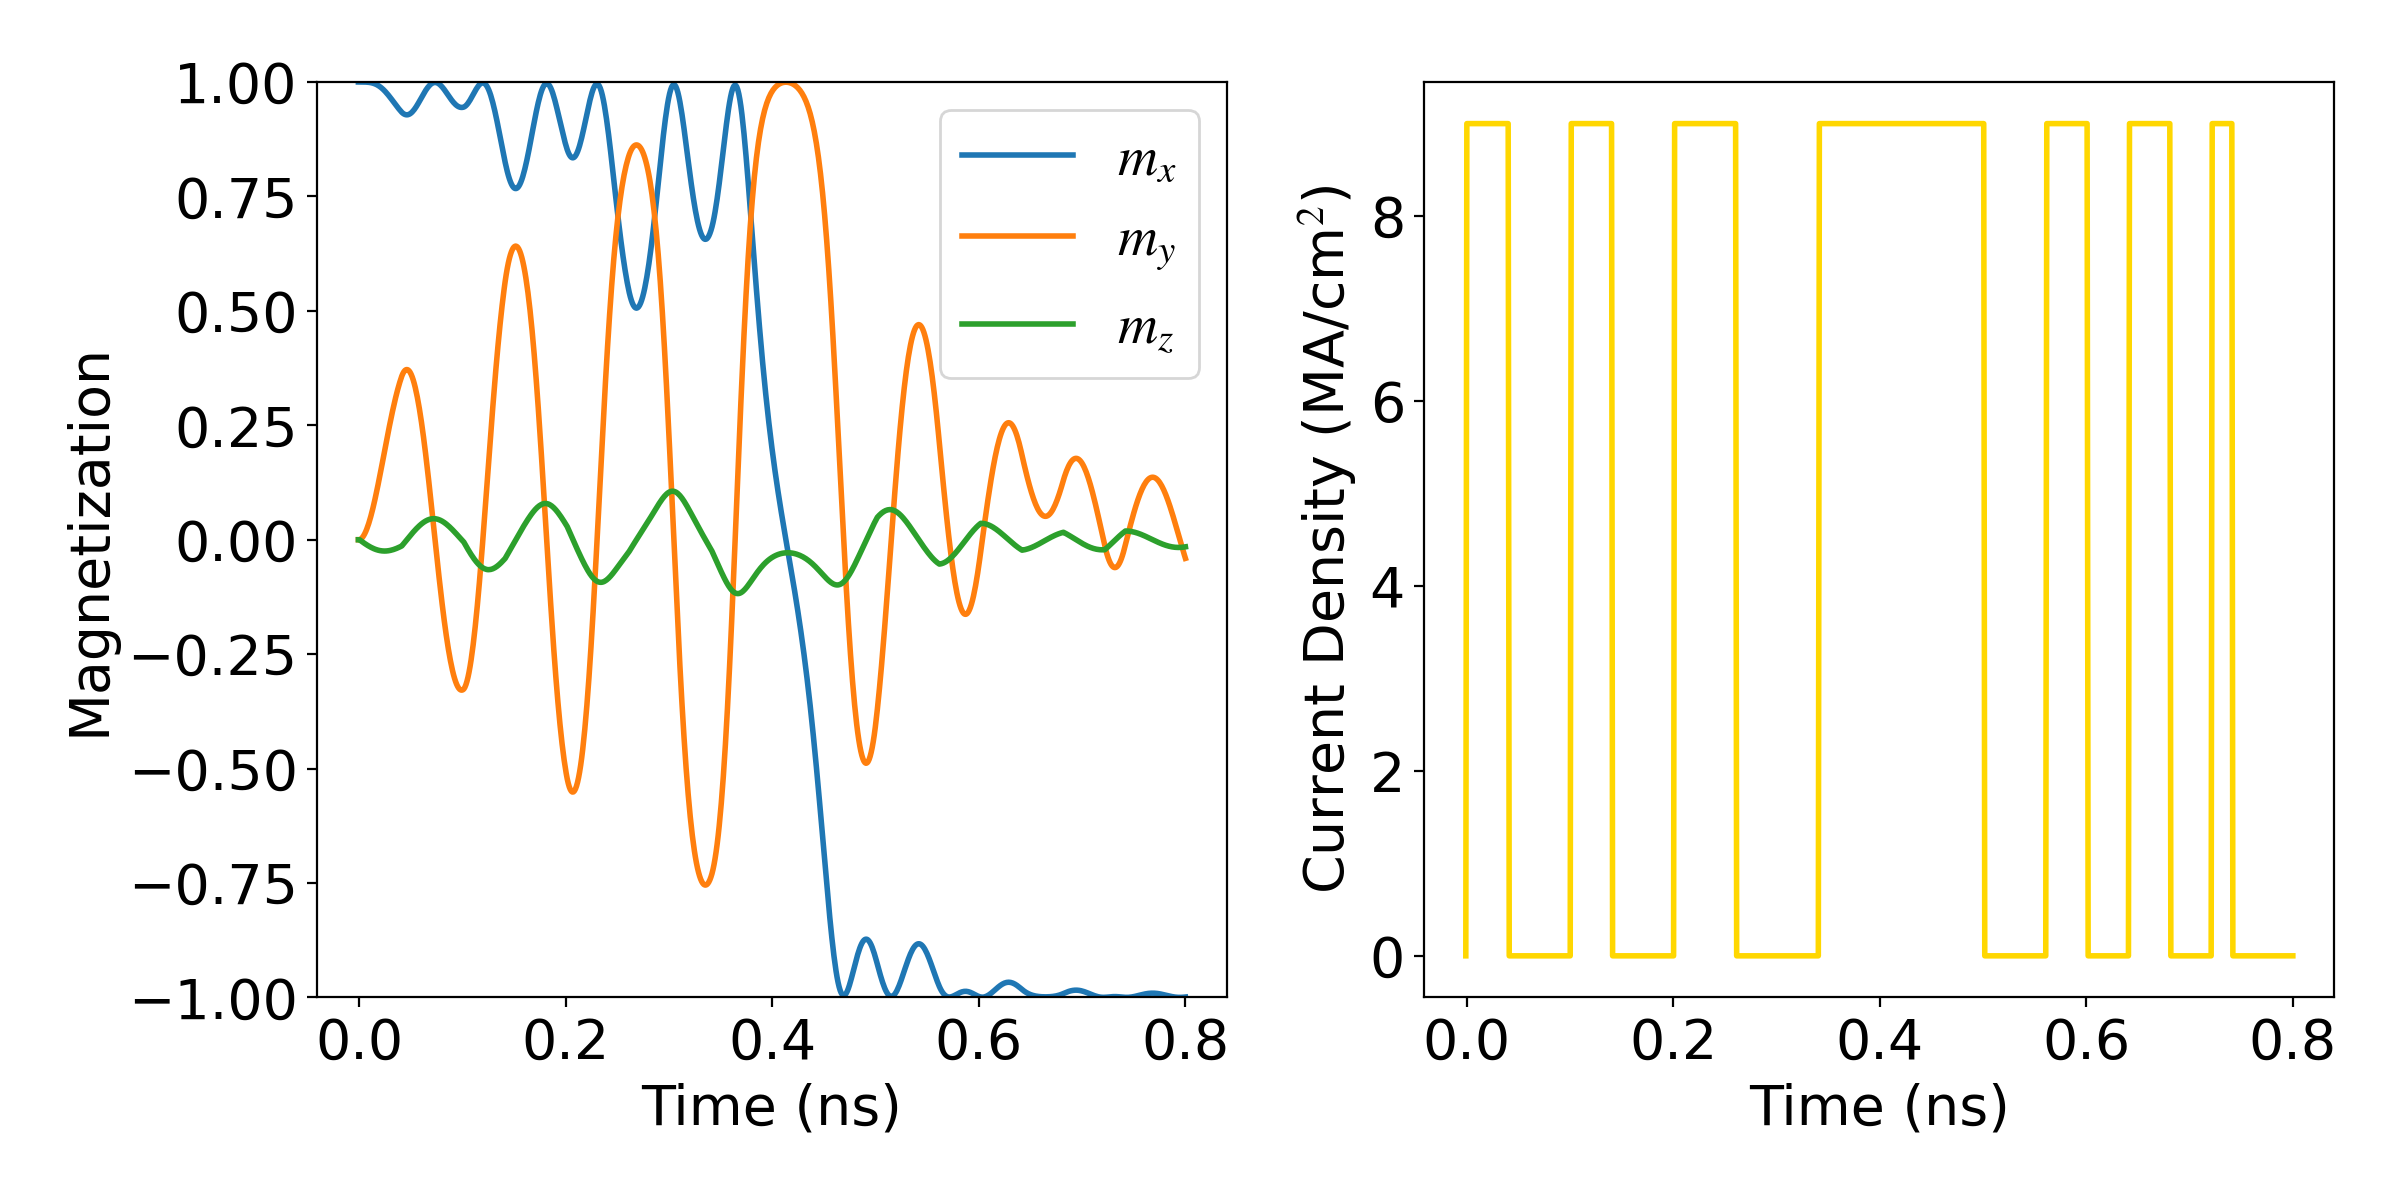 Magnetization
1.00
0.75
0.50
0.25
0.00
−0.25
−0.50
−0.75
−1.00
0.0 0.2 0.4 0.6 0.8
Time (ns)
mₓ
m_y
m_z
Current Density (MA/cm²)
8
6
4
2
0
0.0 0.2 0.4 0.6 0.8
Time (ns)